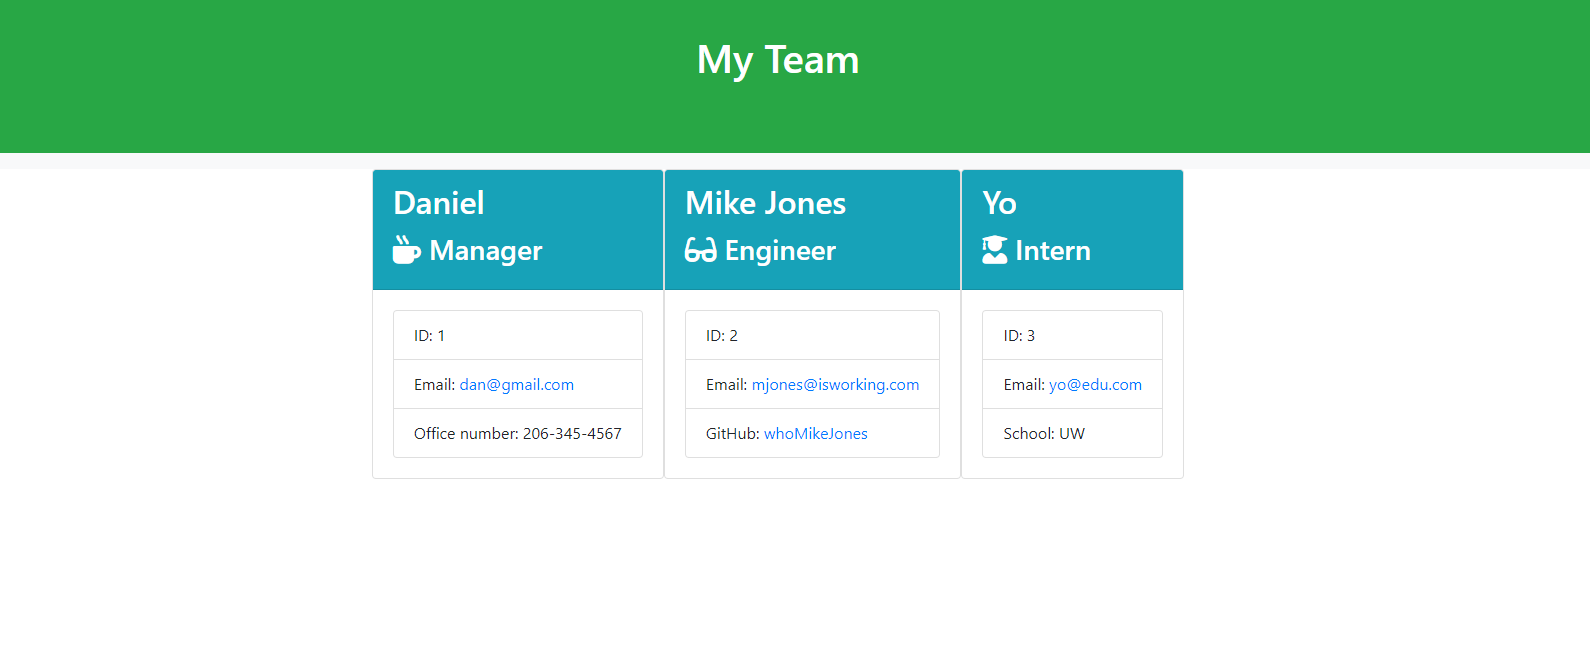 My Team
Daniel
Manager
ID: 1
Email: dan@gmail.com
Office number: 206-345-4567
Mike Jones
Engineer
ID: 2
Email: mjones@isworking.com
GitHub: whoMikeJones
Yo
Intern
ID: 3
Email: yo@edu.com
School: UW